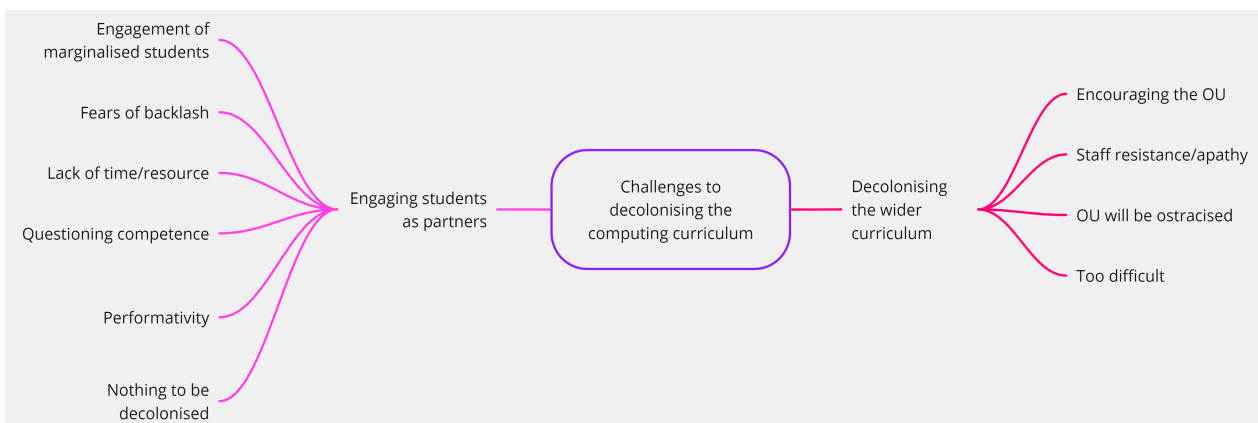 Engagement of
marginalised students
Fears of backlash
Lack of time/resource
Questioning competence
Performativity
Nothing to be
decolonised
Engaging students
as partners
Challenges to
decolonising the
computing curriculum
Decolonising
the wider
curriculum
Encouraging the OU
Staff resistance/apathy
OU will be ostracised
Too difficult